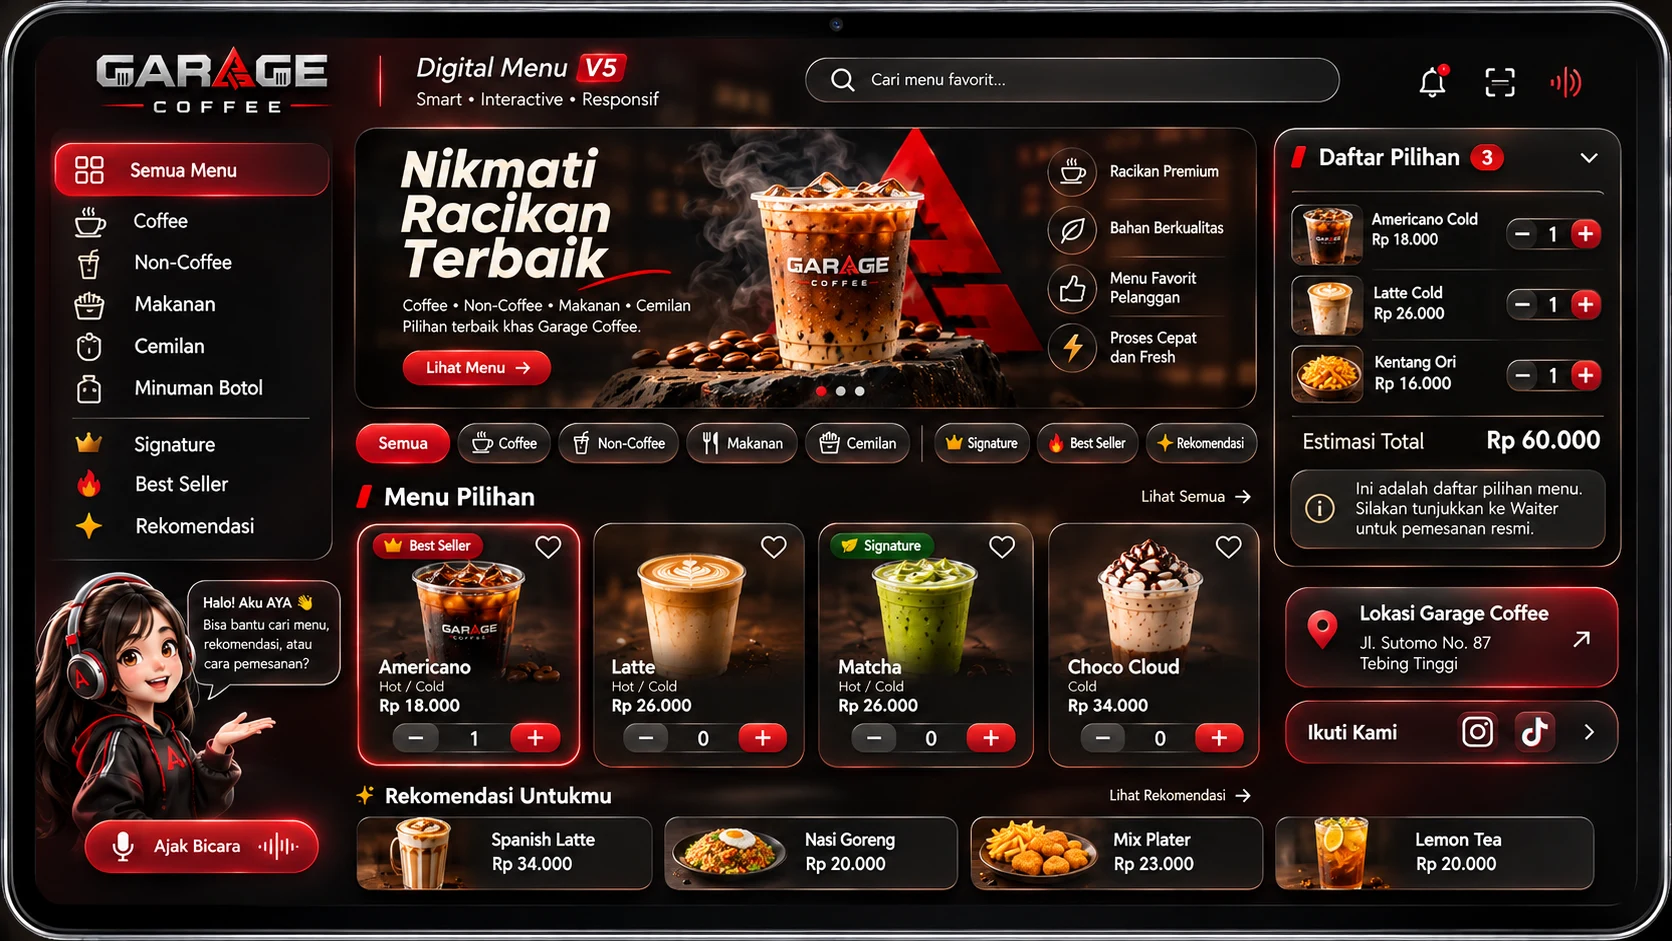 GARAGE
COFFEE
Digital Menu V5
Smart • Interactive • Responsif
Cari menu favorit...
Semua Menu
Coffee
Non-Coffee
Makanan
Cemilan
Minuman Botol
Signature
Best Seller
Rekomendasi
Halo! Aku AYA 👋
Bisa bantu cari menu,
rekomendasi, atau
cara pemesanan?
A
A
Ajak Bicara
Nikmati
Racikan
Terbaik
Coffee • Non-Coffee • Makanan • Cemilan
Pilihan terbaik khas Garage Coffee.
Lihat Menu →
GARAGE
COFFEE
Racikan Premium
Bahan Berkualitas
Menu Favorit
Pelanggan
Proses Cepat
dan Fresh
Semua
Coffee
Non-Coffee
Makanan
Cemilan
Signature
Best Seller
Rekomendasi
Menu Pilihan
Lihat Semua →
Best Seller
GARAGE
COFFEE
Americano
Hot / Cold
Rp 18.000
− 1 +
Latte
Hot / Cold
Rp 26.000
− 0 +
Signature
Matcha
Hot / Cold
Rp 26.000
− 0 +
Choco Cloud
Cold
Rp 34.000
− 0 +
Rekomendasi Untukmu
Lihat Rekomendasi →
Spanish Latte
Rp 34.000
Nasi Goreng
Rp 20.000
Mix Plater
Rp 23.000
Lemon Tea
Rp 20.000
Daftar Pilihan 3
Americano Cold
Rp 18.000
− 1 +
Latte Cold
Rp 26.000
− 1 +
Kentang Ori
Rp 16.000
− 1 +
Estimasi Total Rp 60.000
Ini adalah daftar pilihan menu.
Silakan tunjukkan ke Waiter
untuk pemesanan resmi.
Lokasi Garage Coffee
Jl. Sutomo No. 87
Tebing Tinggi
Ikuti Kami